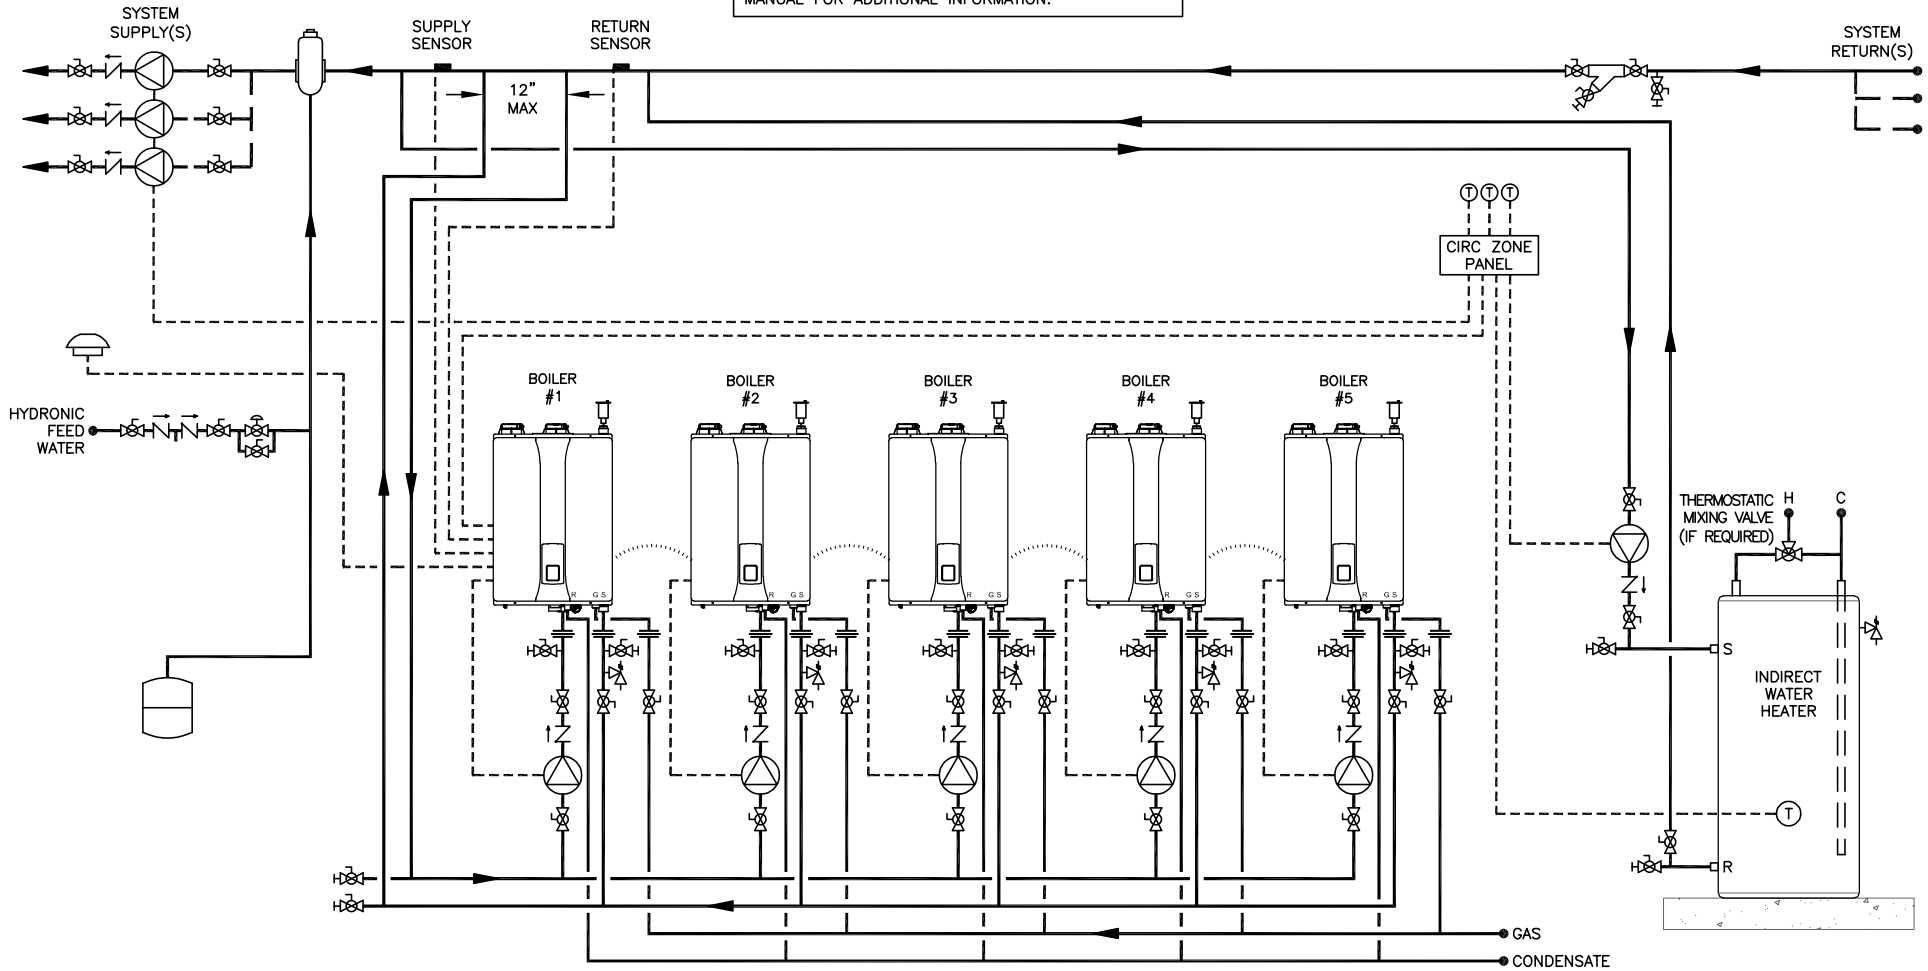 MANUAL FOR ADDITIONAL INFORMATION.
SYSTEM
SUPPLY(S)
SUPPLY
SENSOR
RETURN
SENSOR
SYSTEM
RETURN(S)
12"
MAX
T T T
CIRC ZONE
PANEL
HYDRONIC
FEED
WATER
BOILER
#1
BOILER
#2
BOILER
#3
BOILER
#4
BOILER
#5
R G S
R G S
R G S
R G S
R G S
THERMOSTATIC
MIXING VALVE
(IF REQUIRED)
H
C
S
INDIRECT
WATER
HEATER
T
R
GAS
CONDENSATE